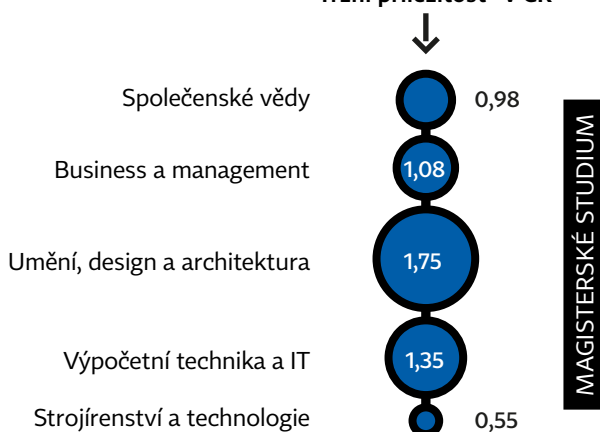 Společenské vědy 0,98
Business a management 1,08
Umění, design a architektura 1,75
Výpočetní technika a IT 1,35
Strojírenství a technologie 0,55
MAGISTERSKÉ STUDIUM